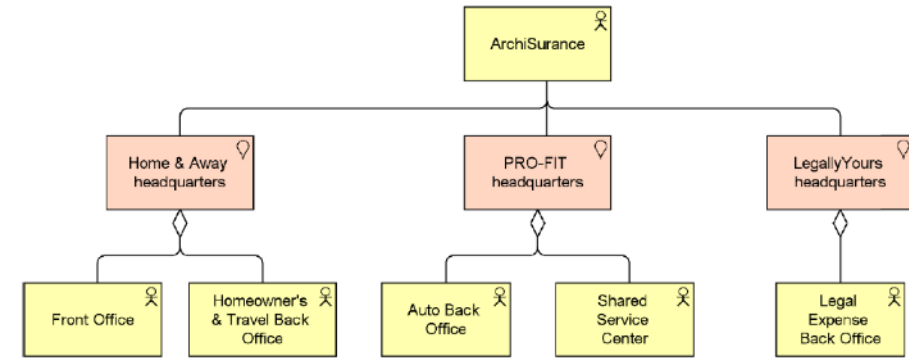 ArchiSurance
Home & Away
headquarters
PRO-FIT
headquarters
LegallyYours
headquarters
Front Office
Homeowner's
& Travel Back
Office
Auto Back
Office
Shared
Service
Center
Legal
Expense
Back Office